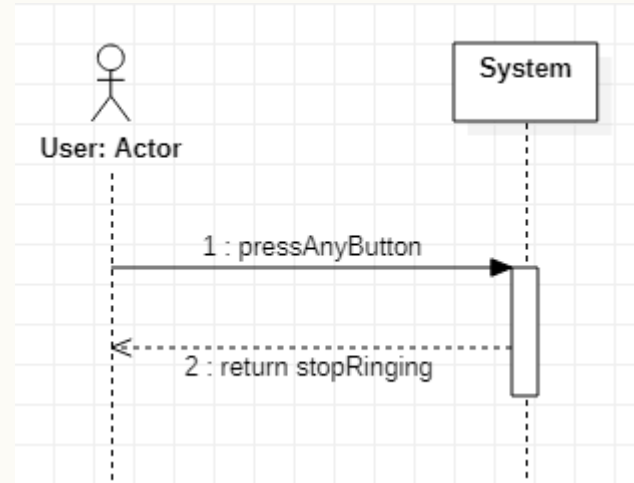 System
User: Actor
1 : pressAnyButton
2 : return stopRinging